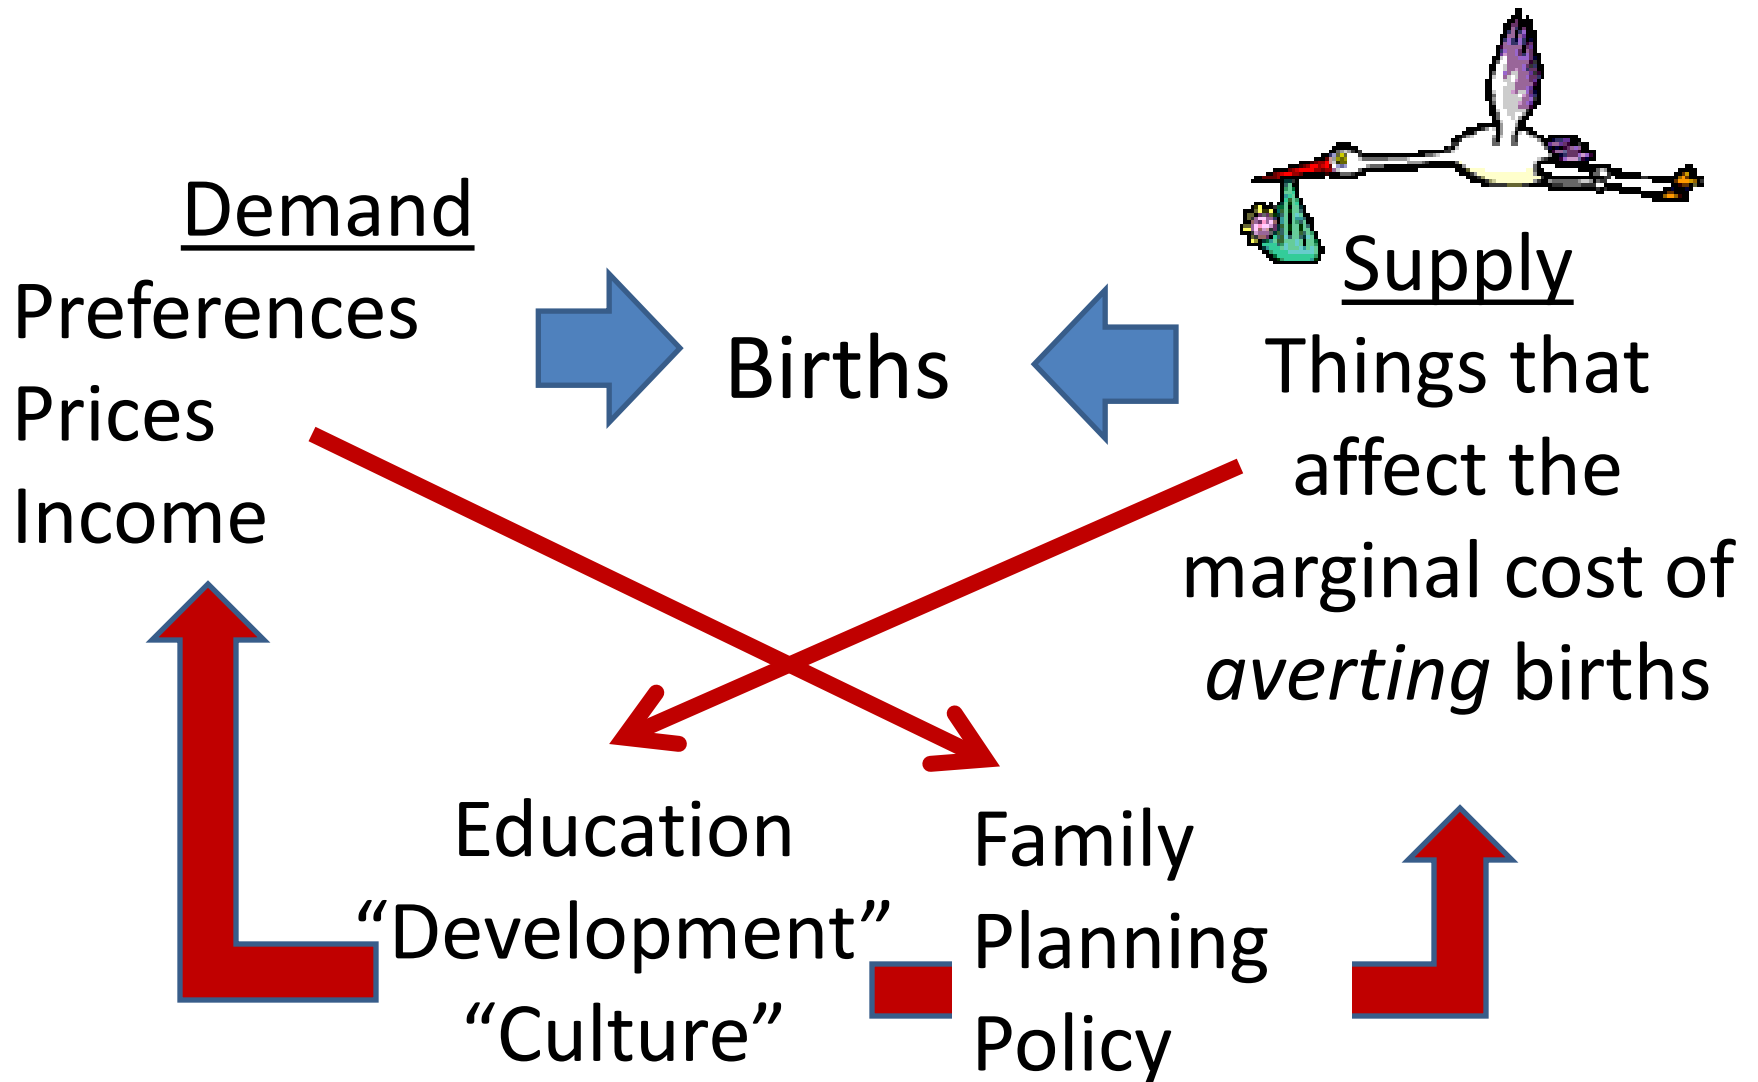 Demand
Preferences
Prices
Income
Births
Supply
Things that
affect the
marginal cost of
averting births
Education
“Development”
“Culture”
Family
Planning
Policy